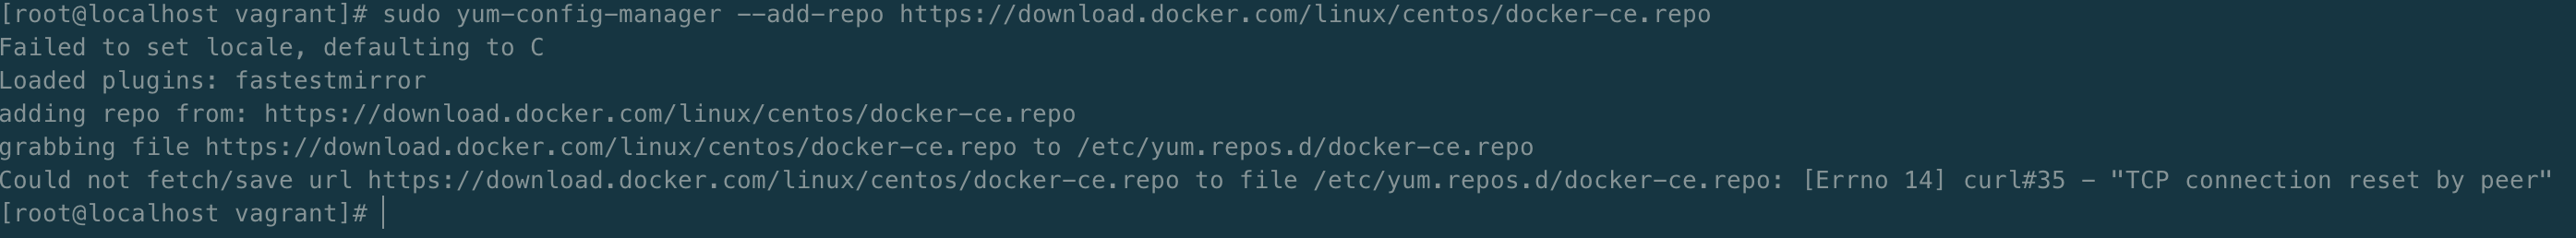 [root@localhost vagrant]# sudo yum-config-manager --add-repo https://download.docker.com/linux/centos/docker-ce.repo
Failed to set locale, defaulting to C
Loaded plugins: fastestmirror
adding repo from: https://download.docker.com/linux/centos/docker-ce.repo
grabbing file https://download.docker.com/linux/centos/docker-ce.repo to /etc/yum.repos.d/docker-ce.repo
Could not fetch/save url https://download.docker.com/linux/centos/docker-ce.repo to file /etc/yum.repos.d/docker-ce.repo: [Errno 14] curl#35 - "TCP connection reset by peer"
[root@localhost vagrant]#